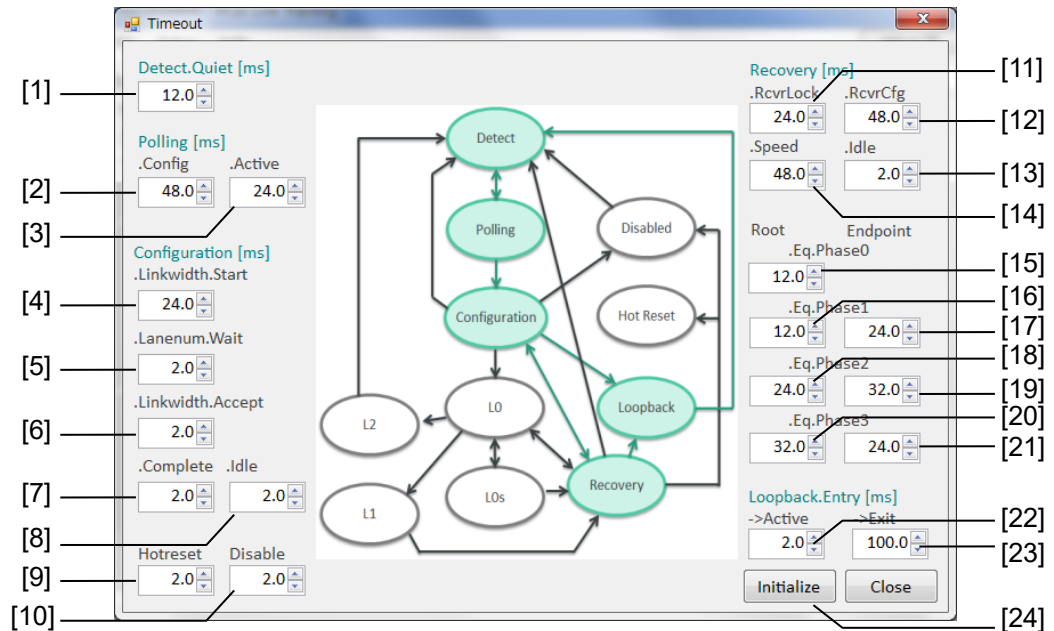 Timeout
[1]
Detect.Quiet [ms]
12.0
Polling [ms]
.Config .Active
[2]
48.0 24.0
[3]
Configuration [ms]
.Linkwidth.Start
[4]
24.0
.Lanenum.Wait
[5]
2.0
.Linkwidth.Accept
[6]
2.0
.Complete .Idle
[7]
2.0 2.0
[8]
Hotreset Disable
[9]
2.0 2.0
[10]
Detect
Polling
Disabled
Configuration
Hot Reset
L2
L0
Loopback
L1
L0s
Recovery
Recovery [ms]
[11]
.RcvrLock .RcvrCfg
24.0 48.0
[12]
.Speed .Idle
48.0 2.0
[13]
[14]
Root Endpoint
.Eq.Phase0
12.0
[15]
.Eq.Phase1
[16]
12.0 24.0
[17]
.Eq.Phase2
[18]
24.0 32.0
[19]
.Eq.Phase3
[20]
32.0 24.0
[21]
Loopback.Entry [ms]
->Active ->Exit
[22]
2.0 100.0
[23]
Initialize Close
[24]